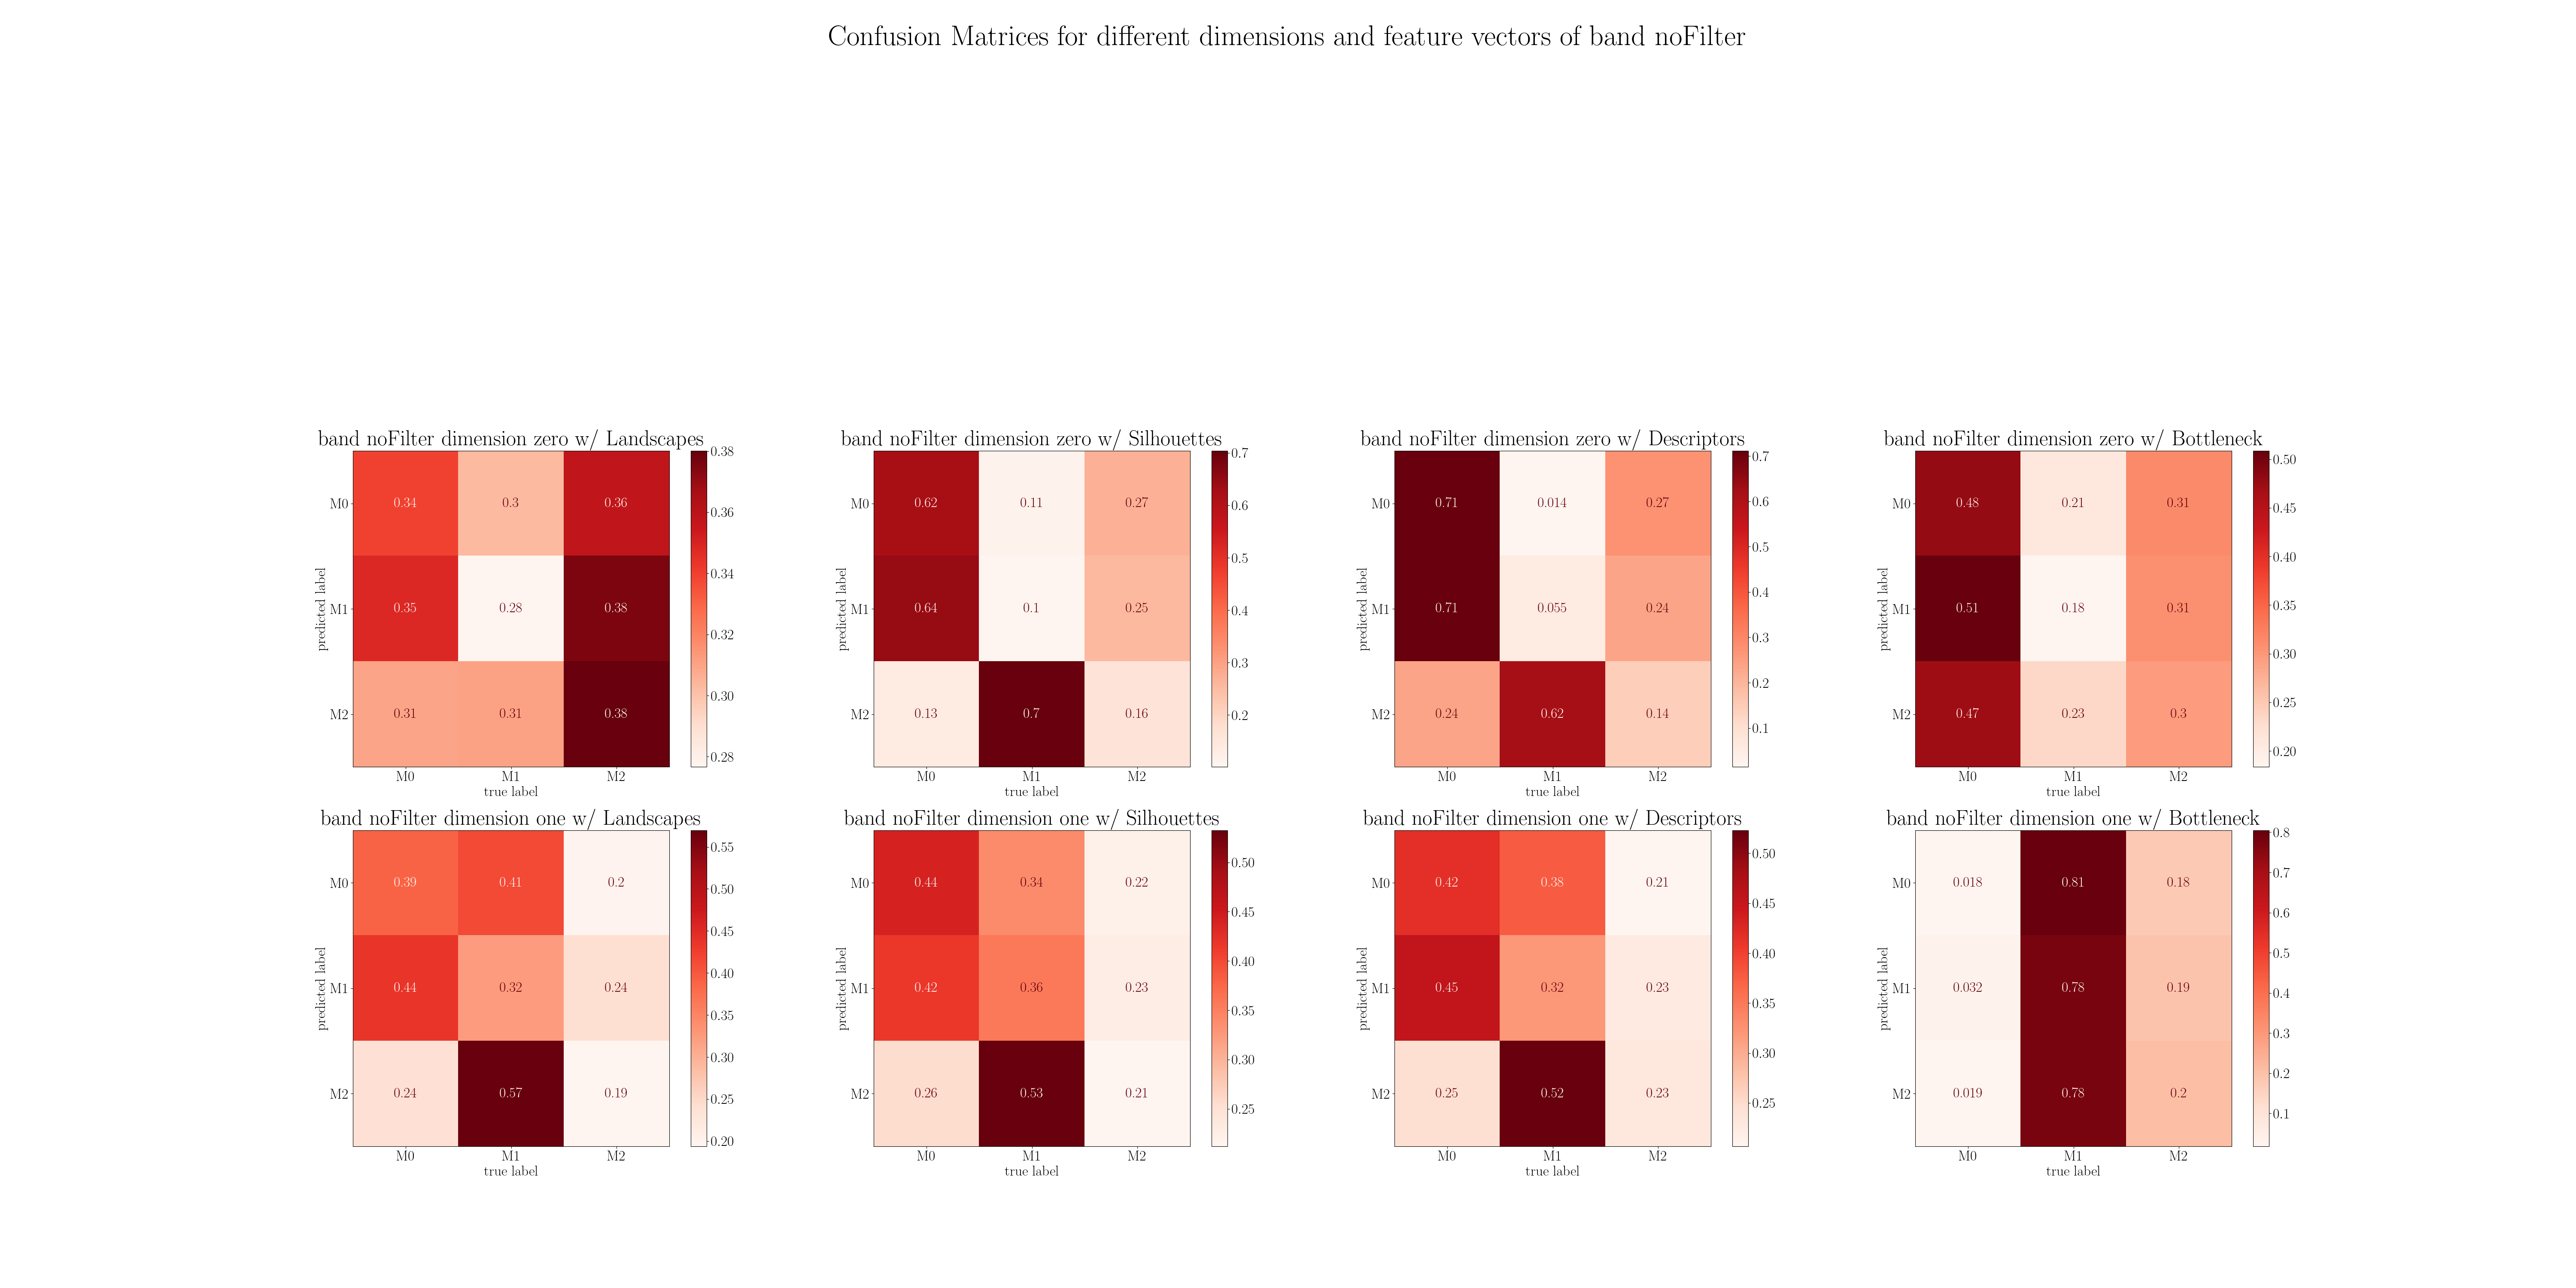 Confusion Matrices for different dimensions and feature vectors of band noFilter
band noFilter dimension zero w/ Landscapes
predicted label
M0
0.34
0.3
0.36
M1
0.35
0.28
0.38
M2
0.31
0.31
0.38
M0
M1
M2
true label
0.38
0.36
0.34
0.32
0.30
0.28
band noFilter dimension zero w/ Silhouettes
predicted label
M0
0.62
0.11
0.27
M1
0.64
0.1
0.25
M2
0.13
0.7
0.16
M0
M1
M2
true label
0.7
0.6
0.5
0.4
0.3
0.2
band noFilter dimension zero w/ Descriptors
predicted label
M0
0.71
0.014
0.27
M1
0.71
0.055
0.24
M2
0.24
0.62
0.14
M0
M1
M2
true label
0.7
0.6
0.5
0.4
0.3
0.2
0.1
band noFilter dimension zero w/ Bottleneck
predicted label
M0
0.48
0.21
0.31
M1
0.51
0.18
0.31
M2
0.47
0.23
0.3
M0
M1
M2
true label
0.50
0.45
0.40
0.35
0.30
0.25
0.20
band noFilter dimension one w/ Landscapes
predicted label
M0
0.39
0.41
0.2
M1
0.44
0.32
0.24
M2
0.24
0.57
0.19
M0
M1
M2
true label
0.55
0.50
0.45
0.40
0.35
0.30
0.25
0.20
band noFilter dimension one w/ Silhouettes
predicted label
M0
0.44
0.34
0.22
M1
0.42
0.36
0.23
M2
0.26
0.53
0.21
M0
M1
M2
true label
0.50
0.45
0.40
0.35
0.30
0.25
band noFilter dimension one w/ Descriptors
predicted label
M0
0.42
0.38
0.21
M1
0.45
0.32
0.23
M2
0.25
0.52
0.23
M0
M1
M2
true label
0.50
0.45
0.40
0.35
0.30
0.25
band noFilter dimension one w/ Bottleneck
predicted label
M0
0.018
0.81
0.18
M1
0.032
0.78
0.19
M2
0.019
0.78
0.2
M0
M1
M2
true label
0.8
0.7
0.6
0.5
0.4
0.3
0.2
0.1